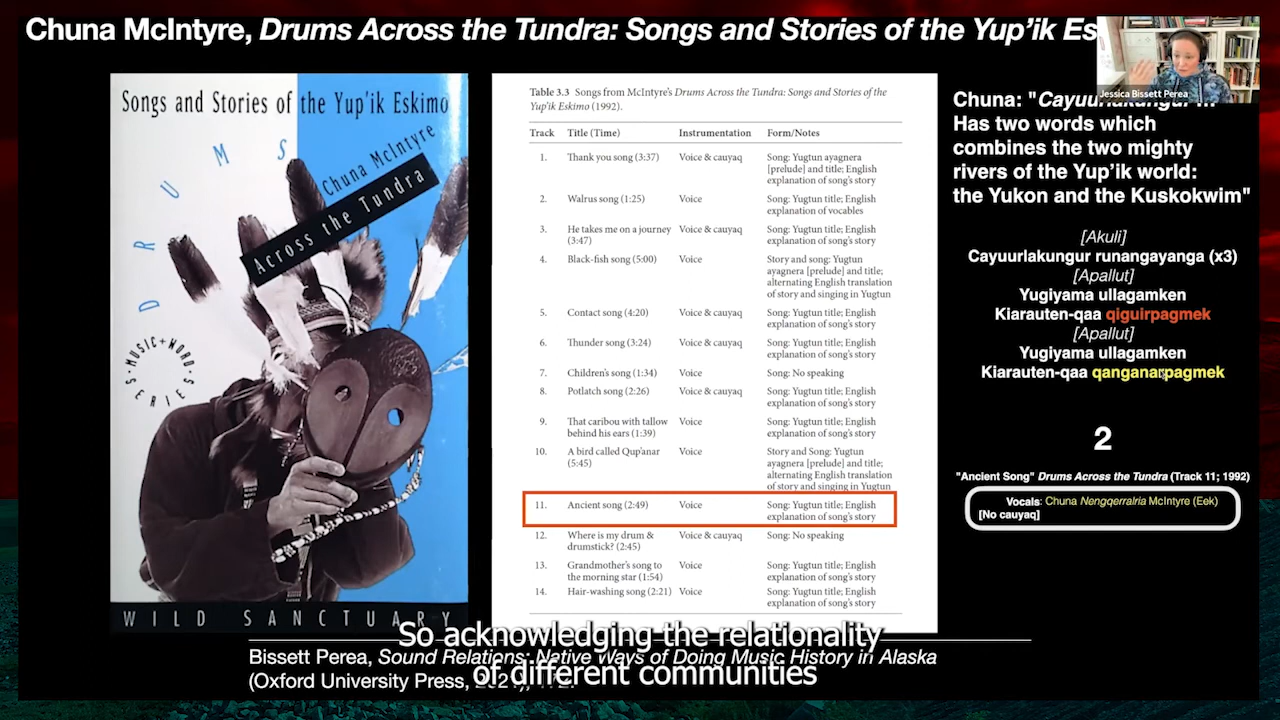 Chuna McIntyre, Drums Across the Tundra: Songs and Stories of the Yup’ik Es
Jessica Bissett Perea
Songs and Stories of the Yup'ik Eskimo
DRUMS
Chuna McIntyre
Across the Tundra
MUSIC + WORDS
SERIES
WILD SANCTUARY
Table 3.3 Songs from McIntyre's Drums Across the Tundra: Songs and Stories of the
Yup'ik Eskimo (1992).
Track Title (Time) Instrumentation Form/Notes
1. Thank you song (3:37) Voice & cauyaq Song: Yugtun ayagnera
[prelude] and title; English
explanation of song's story
2. Walrus song (1:25) Voice Song: Yugtun title; English
explanation of vocables
3. He takes me on a journey Voice & cauyaq Song: Yugtun title; English
(3:47) explanation of song's story
4. Black-fish song (5:00) Voice Story and song: Yugtun
ayagnera [prelude] and title;
alternating English translation
of story and singing in Yugtun
5. Contact song (4:20) Voice & cauyaq Song: Yugtun title; English
explanation of song's story
6. Thunder song (3:24) Voice & cauyaq Song: Yugtun title; English
explanation of song's story
7. Children's song (1:34) Voice Song: No speaking
8. Potlatch song (2:26) Voice & cauyaq Song: Yugtun title; English
explanation of song's story
9. That caribou with tallow Voice Song: Yugtun title; English
behind his ears (1:39) explanation of song's story
10. A bird called Qup'anar Voice Story and Song: Yugtun
(5:45) ayagnera [prelude] and title;
alternating English translation
of story and singing in Yugtun
11. Ancient song (2:49) Voice Song: Yugtun title; English
explanation of song's story
12. Where is my drum & Voice & cauyaq Song: No speaking
drumstick? (2:45)
13. Grandmother's song to Voice Song: Yugtun title; English
the morning star (1:54) explanation of song's story
14. Hair-washing song (2:21) Voice Song: Yugtun title; English
explanation of song's story
Chuna: "Cayuurlakungur ...
Has two words which
combines the two mighty
rivers of the Yup’ik world:
the Yukon and the Kuskokwim"
[Akuli]
Cayuurlakungur runangayanga (x3)
[Apallut]
Yugiyama ullagamken
Kiarauten-qaa qiguirpagmek
[Apallut]
Yugiyama ullagamken
Kiarauten-qaa qanganarpagmek
2
"Ancient Song" Drums Across the Tundra (Track 11; 1992)
Vocals: Chuna Nengqerralria McIntyre (Eek)
[No cauyaq]
So acknowledging the relationality
of different communities
Bissett Perea, Sound Relations: Native Ways of Doing Music History in Alaska
(Oxford University Press,